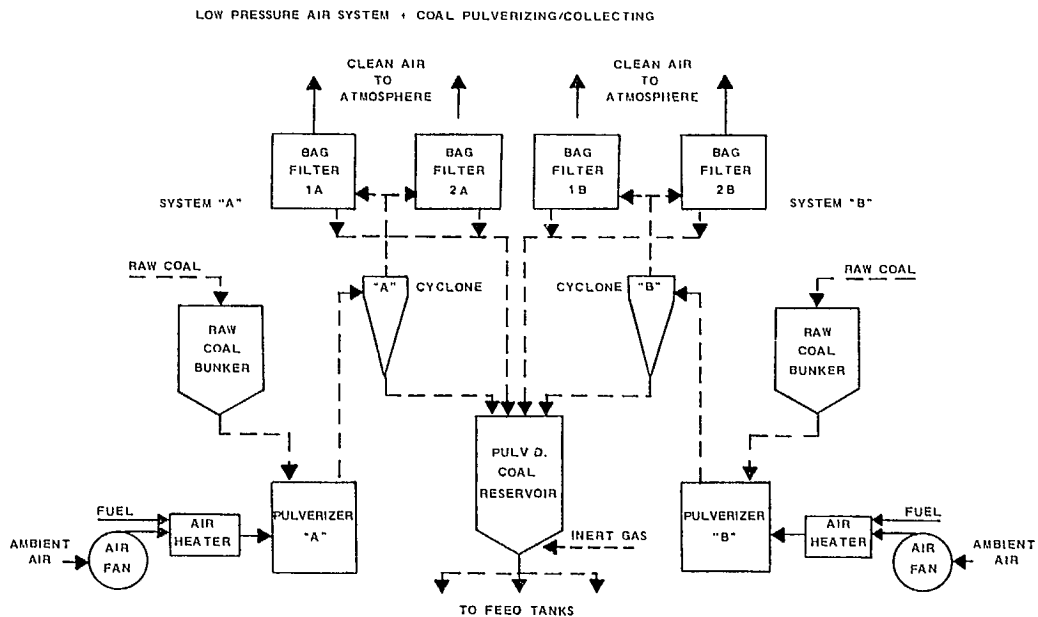 LOW PRESSURE AIR SYSTEM + COAL PULVERIZING/COLLECTING
CLEAN AIR
TO
ATMOSPHERE
CLEAN AIR
TO
ATMOSPHERE
BAG
FILTER
1A
BAG
FILTER
2A
BAG
FILTER
1B
BAG
FILTER
2B
SYSTEM "A"
SYSTEM "B"
RAW COAL
"A"
CYCLONE
CYCLONE
"B"
RAW COAL
RAW
COAL
BUNKER
RAW
COAL
BUNKER
PULV D.
COAL
RESERVOIR
PULVERIZER
"A"
PULVERIZER
"B"
FUEL
AIR
HEATER
AMBIENT
AIR
AIR
FAN
INERT GAS
AIR
HEATER
FUEL
AIR
FAN
AMBIENT
AIR
TO FEED TANKS